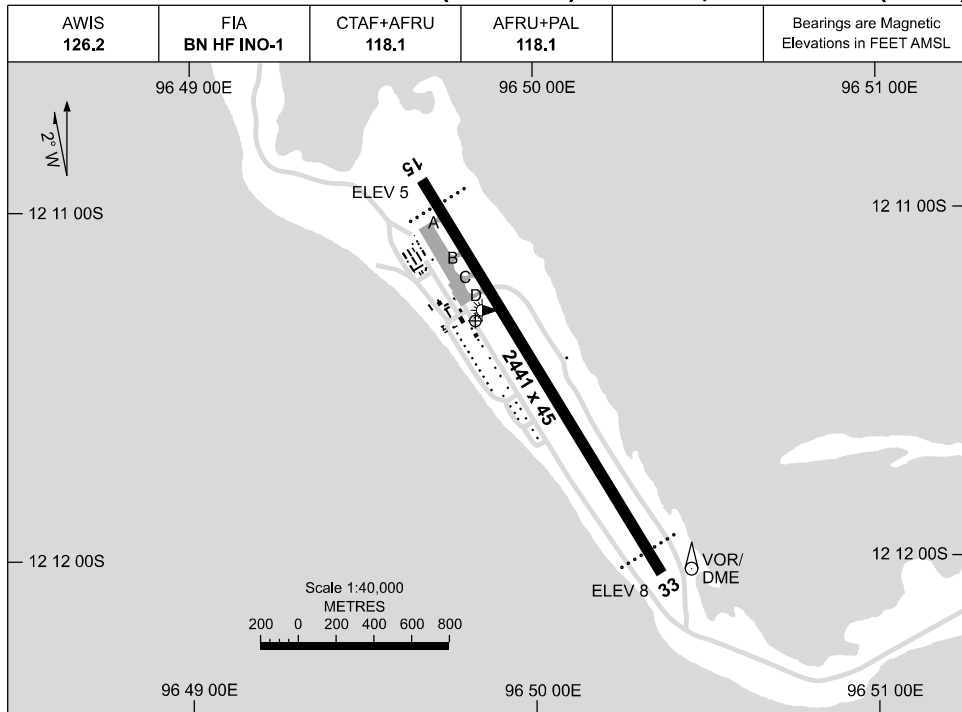 AWIS
126.2
FIA
BN HF INO-1
CTAF+AFRU
118.1
AFRU+PAL
118.1
Bearings are Magnetic
Elevations in FEET AMSL
96 49 00E
96 50 00E
96 51 00E
2° W
15
ELEV 5
12 11 00S
12 11 00S
A
B
C
D
2441 x 45
12 12 00S
12 12 00S
VOR/
DME
ELEV 8
33
Scale 1:40,000
METRES
200 0 200 400 600 800
96 49 00E
96 50 00E
96 51 00E